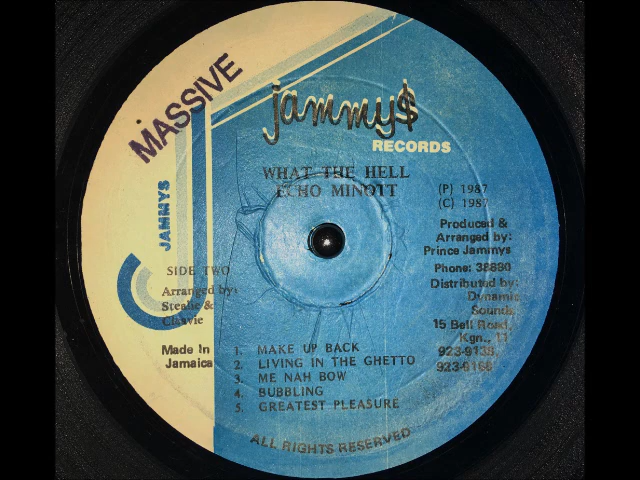 MASSIVE
jammy$
RECORDS
JAMMYS
WHAT THE HELL
ECHO MINOTT
(P) 1987
(C) 1987
Produced &
Arranged by:
Prince Jammys
Phone: 38880
Distributed by:
Dynamic
Sounds,
15 Bell Road,
Kgn., 11
923-9138,
923-9168
SIDE TWO
Arranged by:
Steelie &
Cleavie
Made In
Jamaica
1. MAKE UP BACK
2. LIVING IN THE GHETTO
3. ME NAH BOW
4. BUBBLING
5. GREATEST PLEASURE
ALL RIGHTS RESERVED